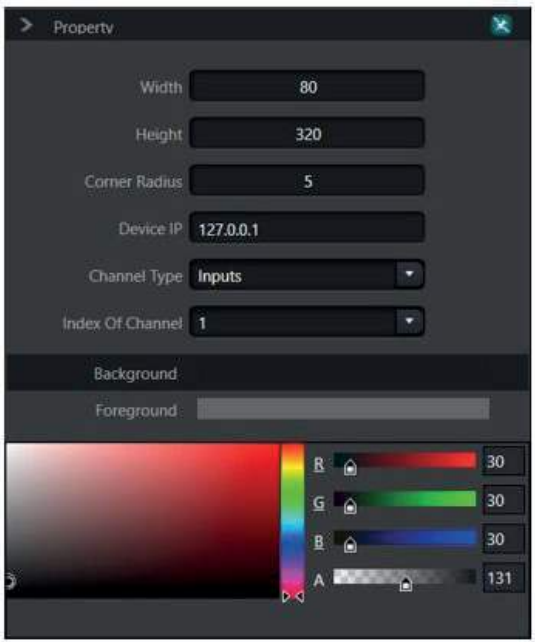 Property
Width 80
Height 320
Corner Radius 5
Device IP 127.0.0.1
Channel Type Inputs
Index Of Channel 1
Background
Foreground
R 30
G 30
B 30
A 131